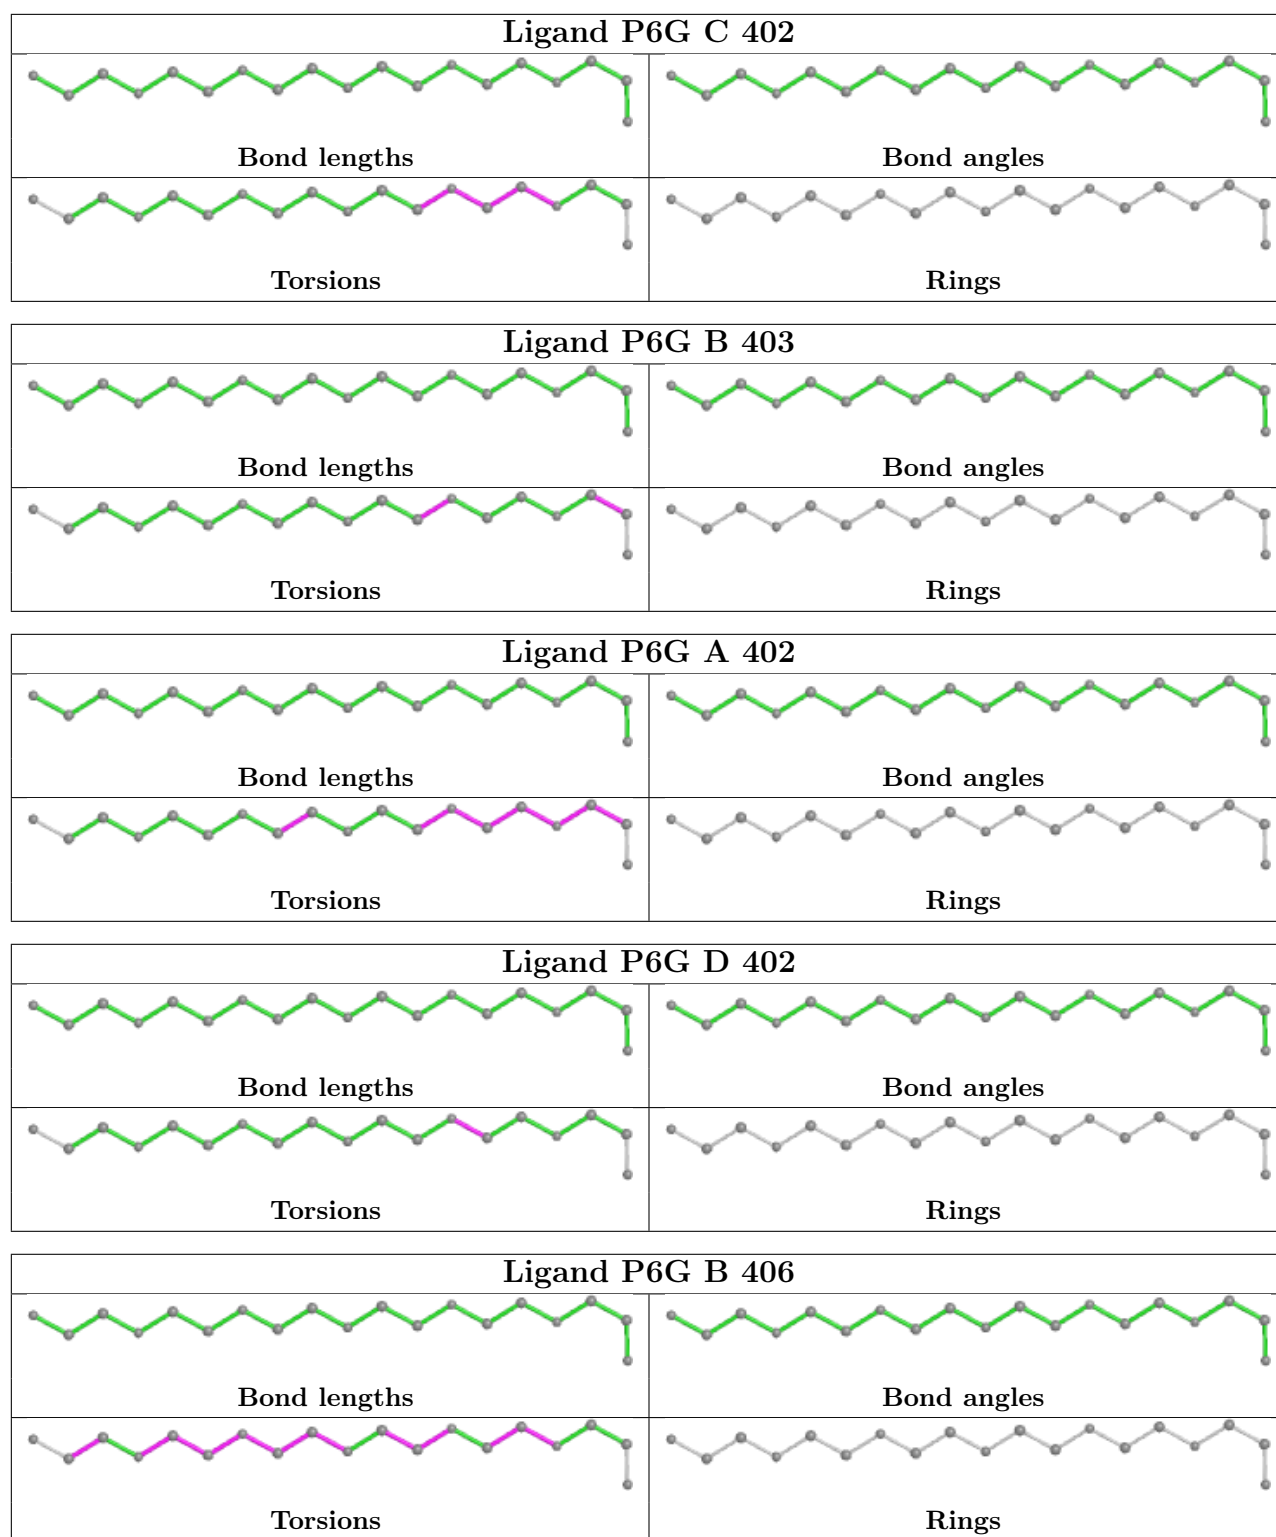 Ligand P6G C 402
Bond lengths
Bond angles
Torsions
Rings
Ligand P6G B 403
Bond lengths
Bond angles
Torsions
Rings
Ligand P6G A 402
Bond lengths
Bond angles
Torsions
Rings
Ligand P6G D 402
Bond lengths
Bond angles
Torsions
Rings
Ligand P6G B 406
Bond lengths
Bond angles
Torsions
Rings